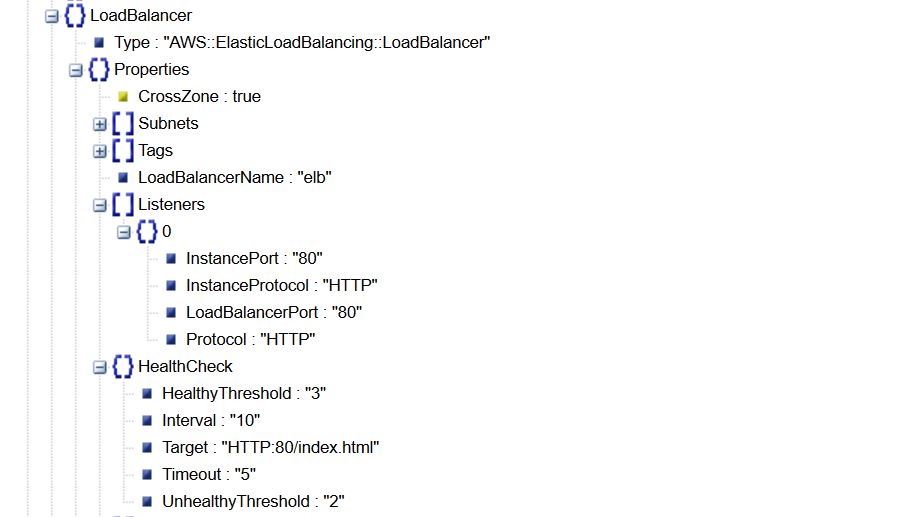 LoadBalancer
Type : "AWS::ElasticLoadBalancing::LoadBalancer"
Properties
CrossZone : true
Subnets
Tags
LoadBalancerName : "elb"
Listeners
0
InstancePort : "80"
InstanceProtocol : "HTTP"
LoadBalancerPort : "80"
Protocol : "HTTP"
HealthCheck
HealthyThreshold : "3"
Interval : "10"
Target : "HTTP:80/index.html"
Timeout : "5"
UnhealthyThreshold : "2"